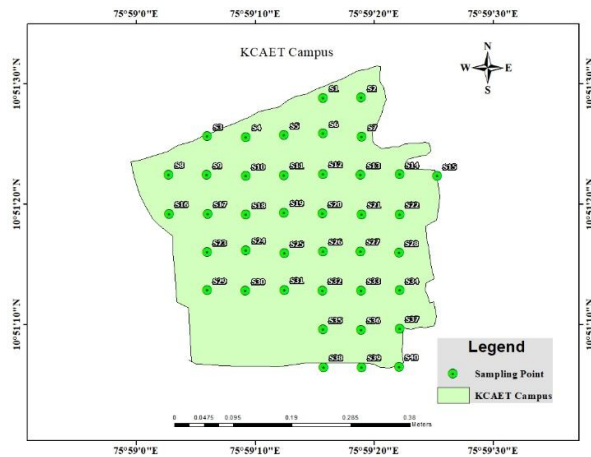 75°59'0"E 75°59'10"E 75°59'20"E 75°59'30"E
KCAET Campus
N
W E
S
10°51'30"N 10°51'30"N
S1 S2
S3 S4 S5 S6 S7
S8 S9 S10 S11 S12 S13 S14 S15
10°51'20"N 10°51'20"N
S16 S17 S18 S19 S20 S21 S22
S23 S24 S25 S26 S27 S28
S29 S30 S31 S32 S33 S34
10°51'10"N 10°51'10"N
S35 S36 S37
S38 S39 S40
Legend
Sampling Point
KCAET Campus
0 0.0475 0.095 0.19 0.285 0.38
Meters
75°59'0"E 75°59'10"E 75°59'20"E 75°59'30"E